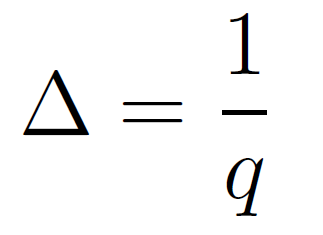 Δ = 1/q